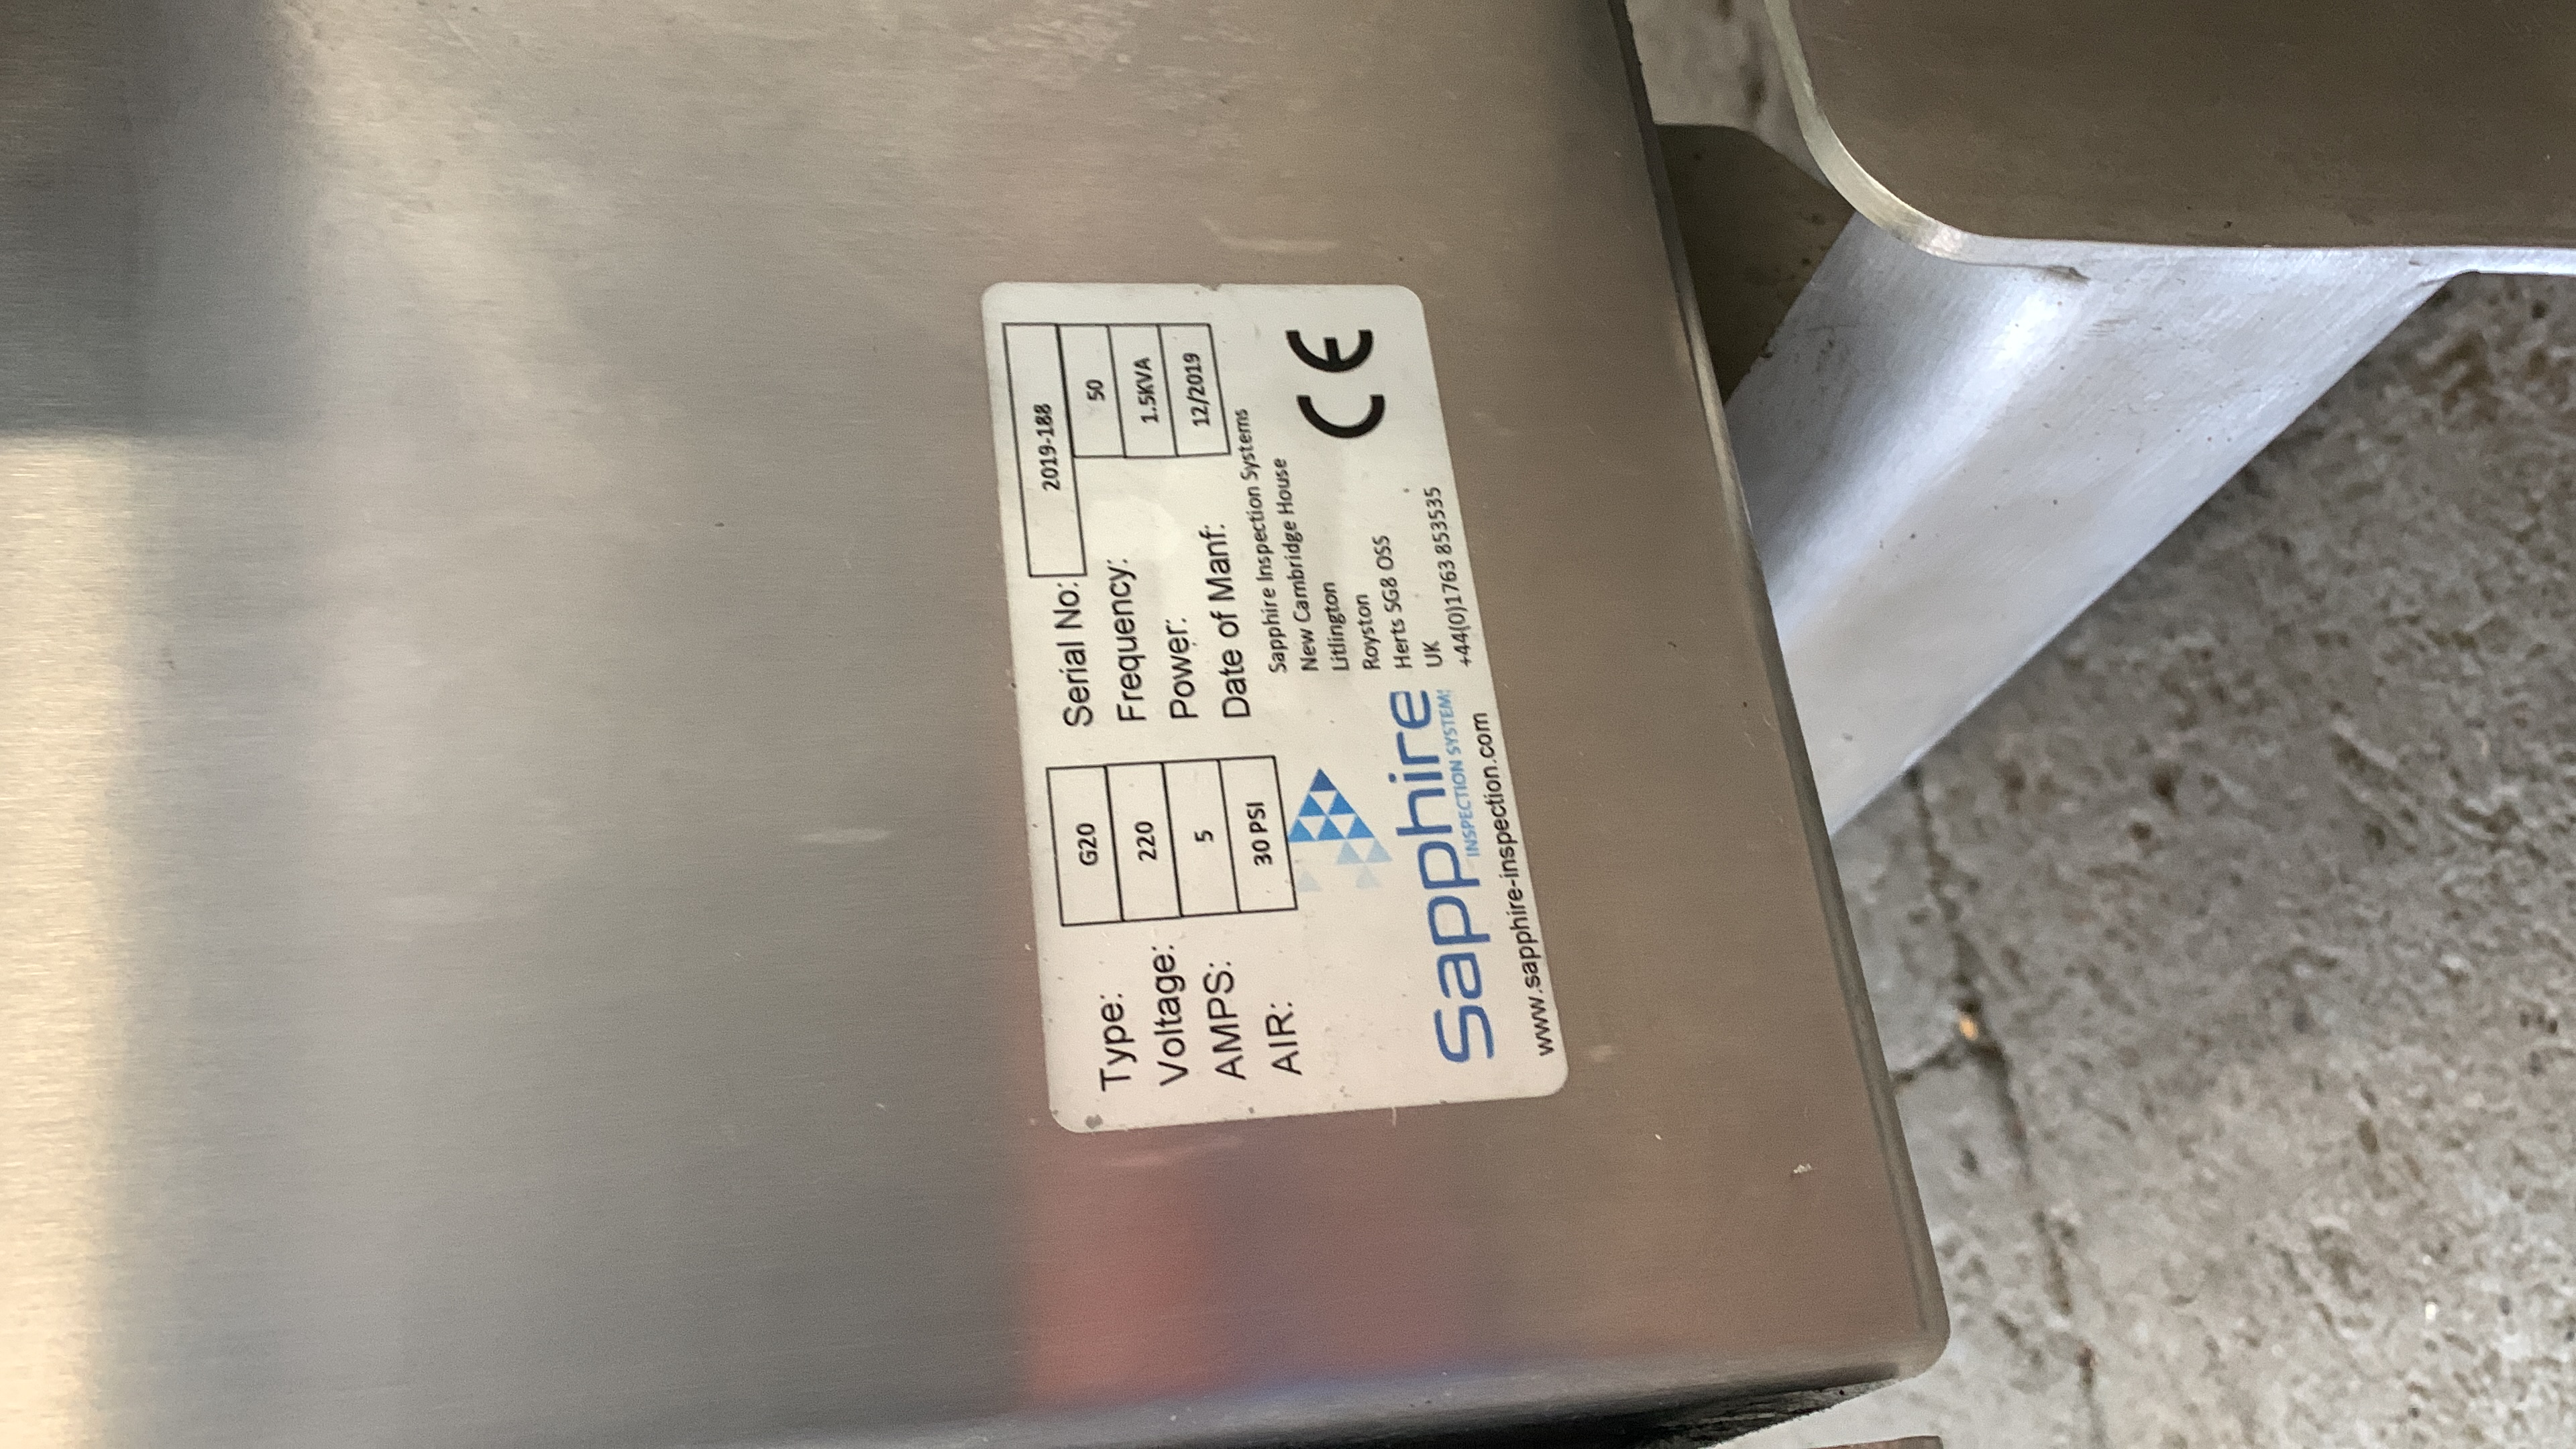 Type: G20 Serial No: 2019-188
Voltage: 220 Frequency: 50
AMPS: 5 Power: 1.5KVA
AIR: 30 PSI Date of Manf: 12/2019
Sapphire Inspection Systems
New Cambridge House
Litlington
Royston
Herts SG8 OSS
UK
+44(0)1763 853535
CE
sapphire
INSPECTION SYSTEMS
www.sapphire-inspection.com